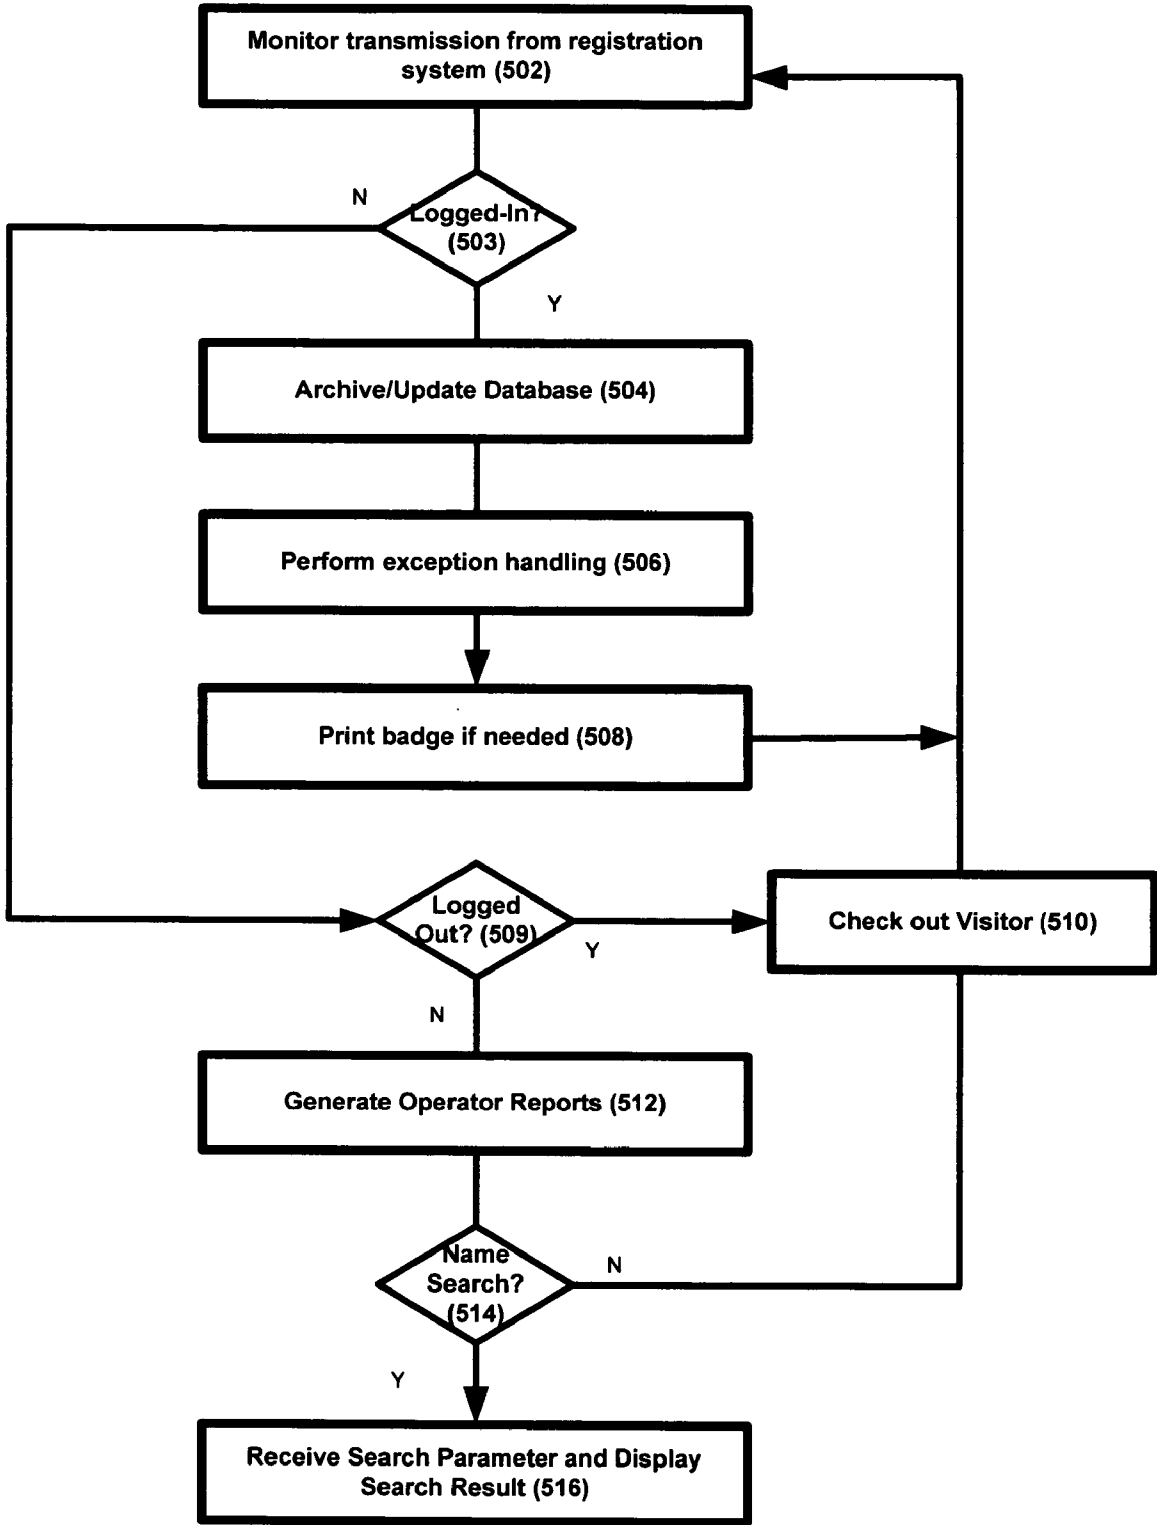 Monitor transmission from registration
system (502)
N
Logged-In?
(503)
Y
Archive/Update Database (504)
Perform exception handling (506)
Print badge if needed (508)
Logged
Out? (509)
Y
Check out Visitor (510)
N
Generate Operator Reports (512)
Name
Search?
(514)
N
Y
Receive Search Parameter and Display
Search Result (516)